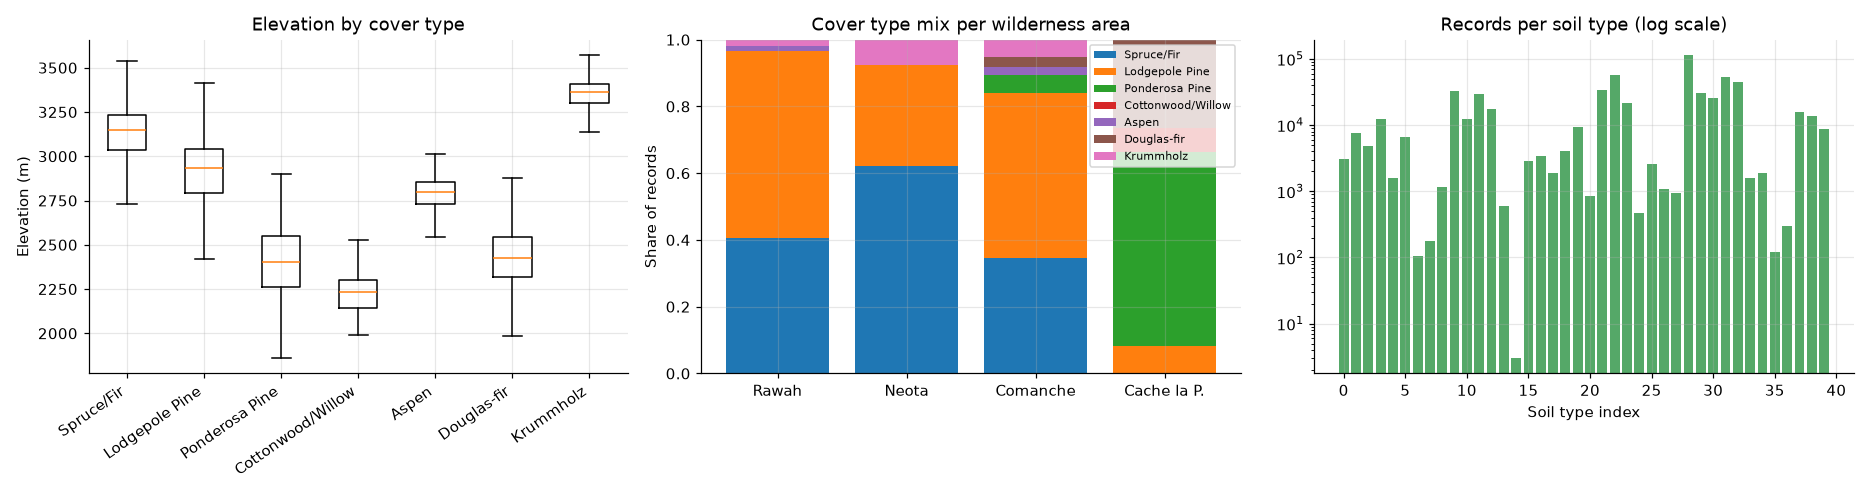 Elevation by cover type
Elevation (m)
3500
3250
3000
2750
2500
2250
2000
Spruce/Fir
Lodgepole Pine
Ponderosa Pine
Cottonwood/Willow
Aspen
Douglas-fir
Krummholz
Cover type mix per wilderness area
Share of records
1.0
0.8
0.6
0.4
0.2
0.0
Spruce/Fir
Lodgepole Pine
Ponderosa Pine
Cottonwood/Willow
Aspen
Douglas-fir
Krummholz
Rawah
Neota
Comanche
Cache la P.
Records per soil type (log scale)
10⁵
10⁴
10³
10²
10¹
0
5
10
15
20
25
30
35
40
Soil type index